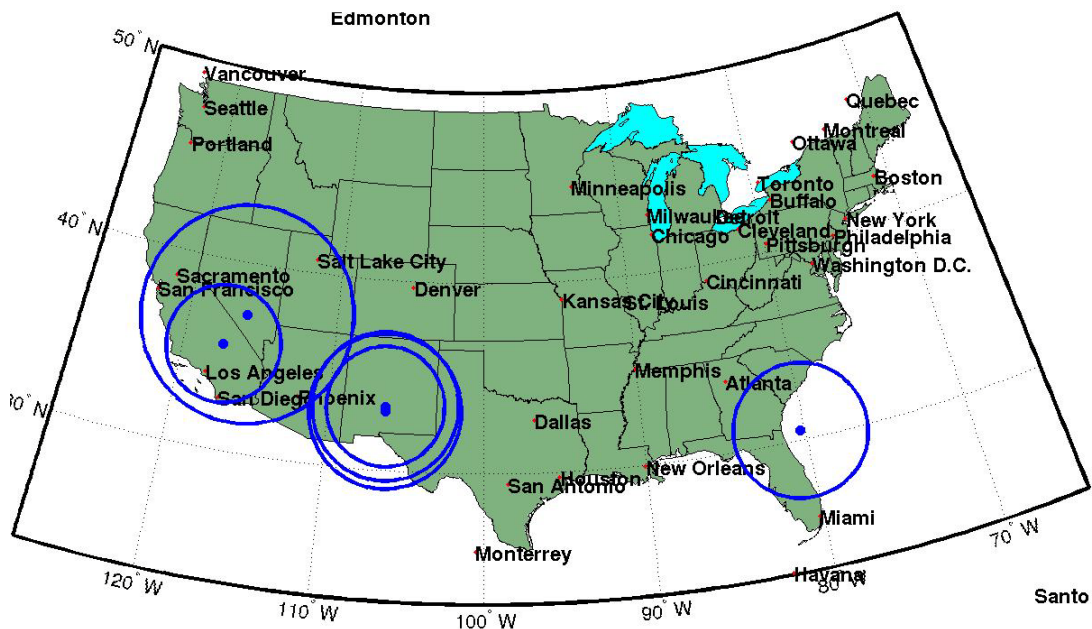 Edmonton
50° N
Vancouver
Seattle
Quebec
Montreal
Ottawa
Portland
Boston
Toronto
Minneapolis
Buffalo
Milwaukee
Detroit
New York
40° N
Cleveland
Philadelphia
Chicago
Pittsburgh
Salt Lake City
Washington D.C.
Sacramento
San Francisco
Denver
Cincinnati
Kansas City
St. Louis
Los Angeles
Memphis
Atlanta
San Dieg
Phoenix
30° N
Dallas
New Orleans
Houston
San Antonio
Miami
70° W
Monterrey
Havana
120° W
80° W
110° W
90° W
100° W
Santo